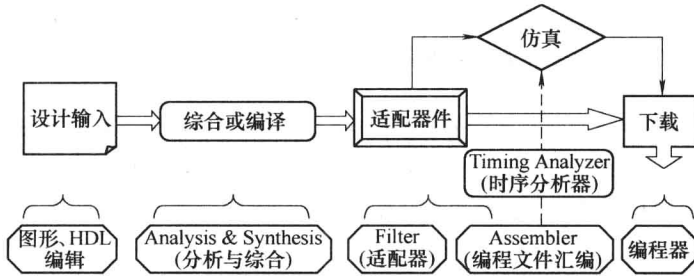 仿真
设计输入
综合或编译
适配器件
下载
Timing Analyzer
(时序分析器)
图形、HDL
编辑
Analysis & Synthesis
(分析与综合)
Filter
(适配器)
Assembler
(编程文件汇编)
编程器